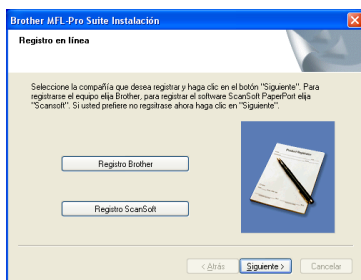 Brother MFL-Pro Suite Instalación
Registro en línea
Seleccione la compañía que desea registrar y haga clic en el botón "Siguiente". Para
registrarse el equipo elija Brother, para registrar el software ScanSoft PaperPort elija
"Scansoft". Si usted prefiere no regsitrase ahora haga clic en "Siguiente".
Registro Brother
Registro ScanSoft
< Atrás
Siguiente >
Cancelar